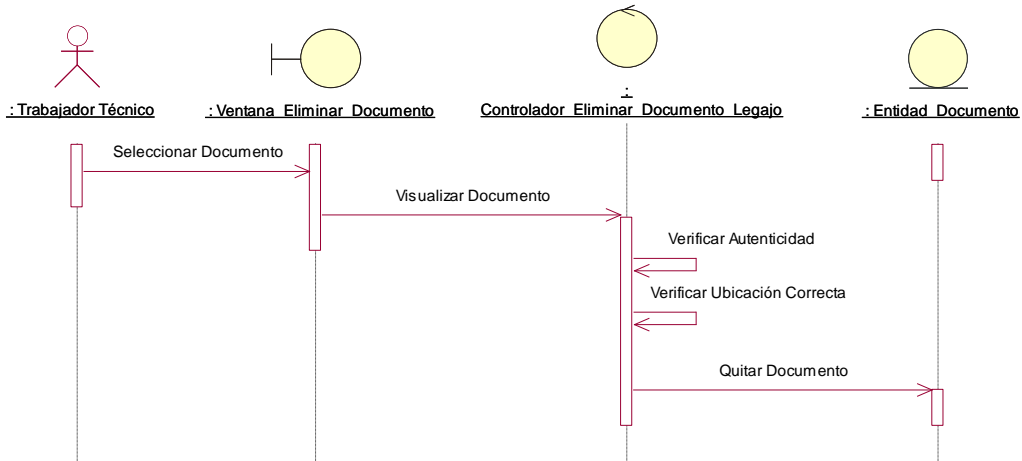 : Trabajador Técnico
: Ventana_Eliminar_Documento
:
Controlador_Eliminar_Documento_Legajo
: Entidad_Documento
Seleccionar Documento
Visualizar Documento
Verificar Autenticidad
Verificar Ubicación Correcta
Quitar Documento